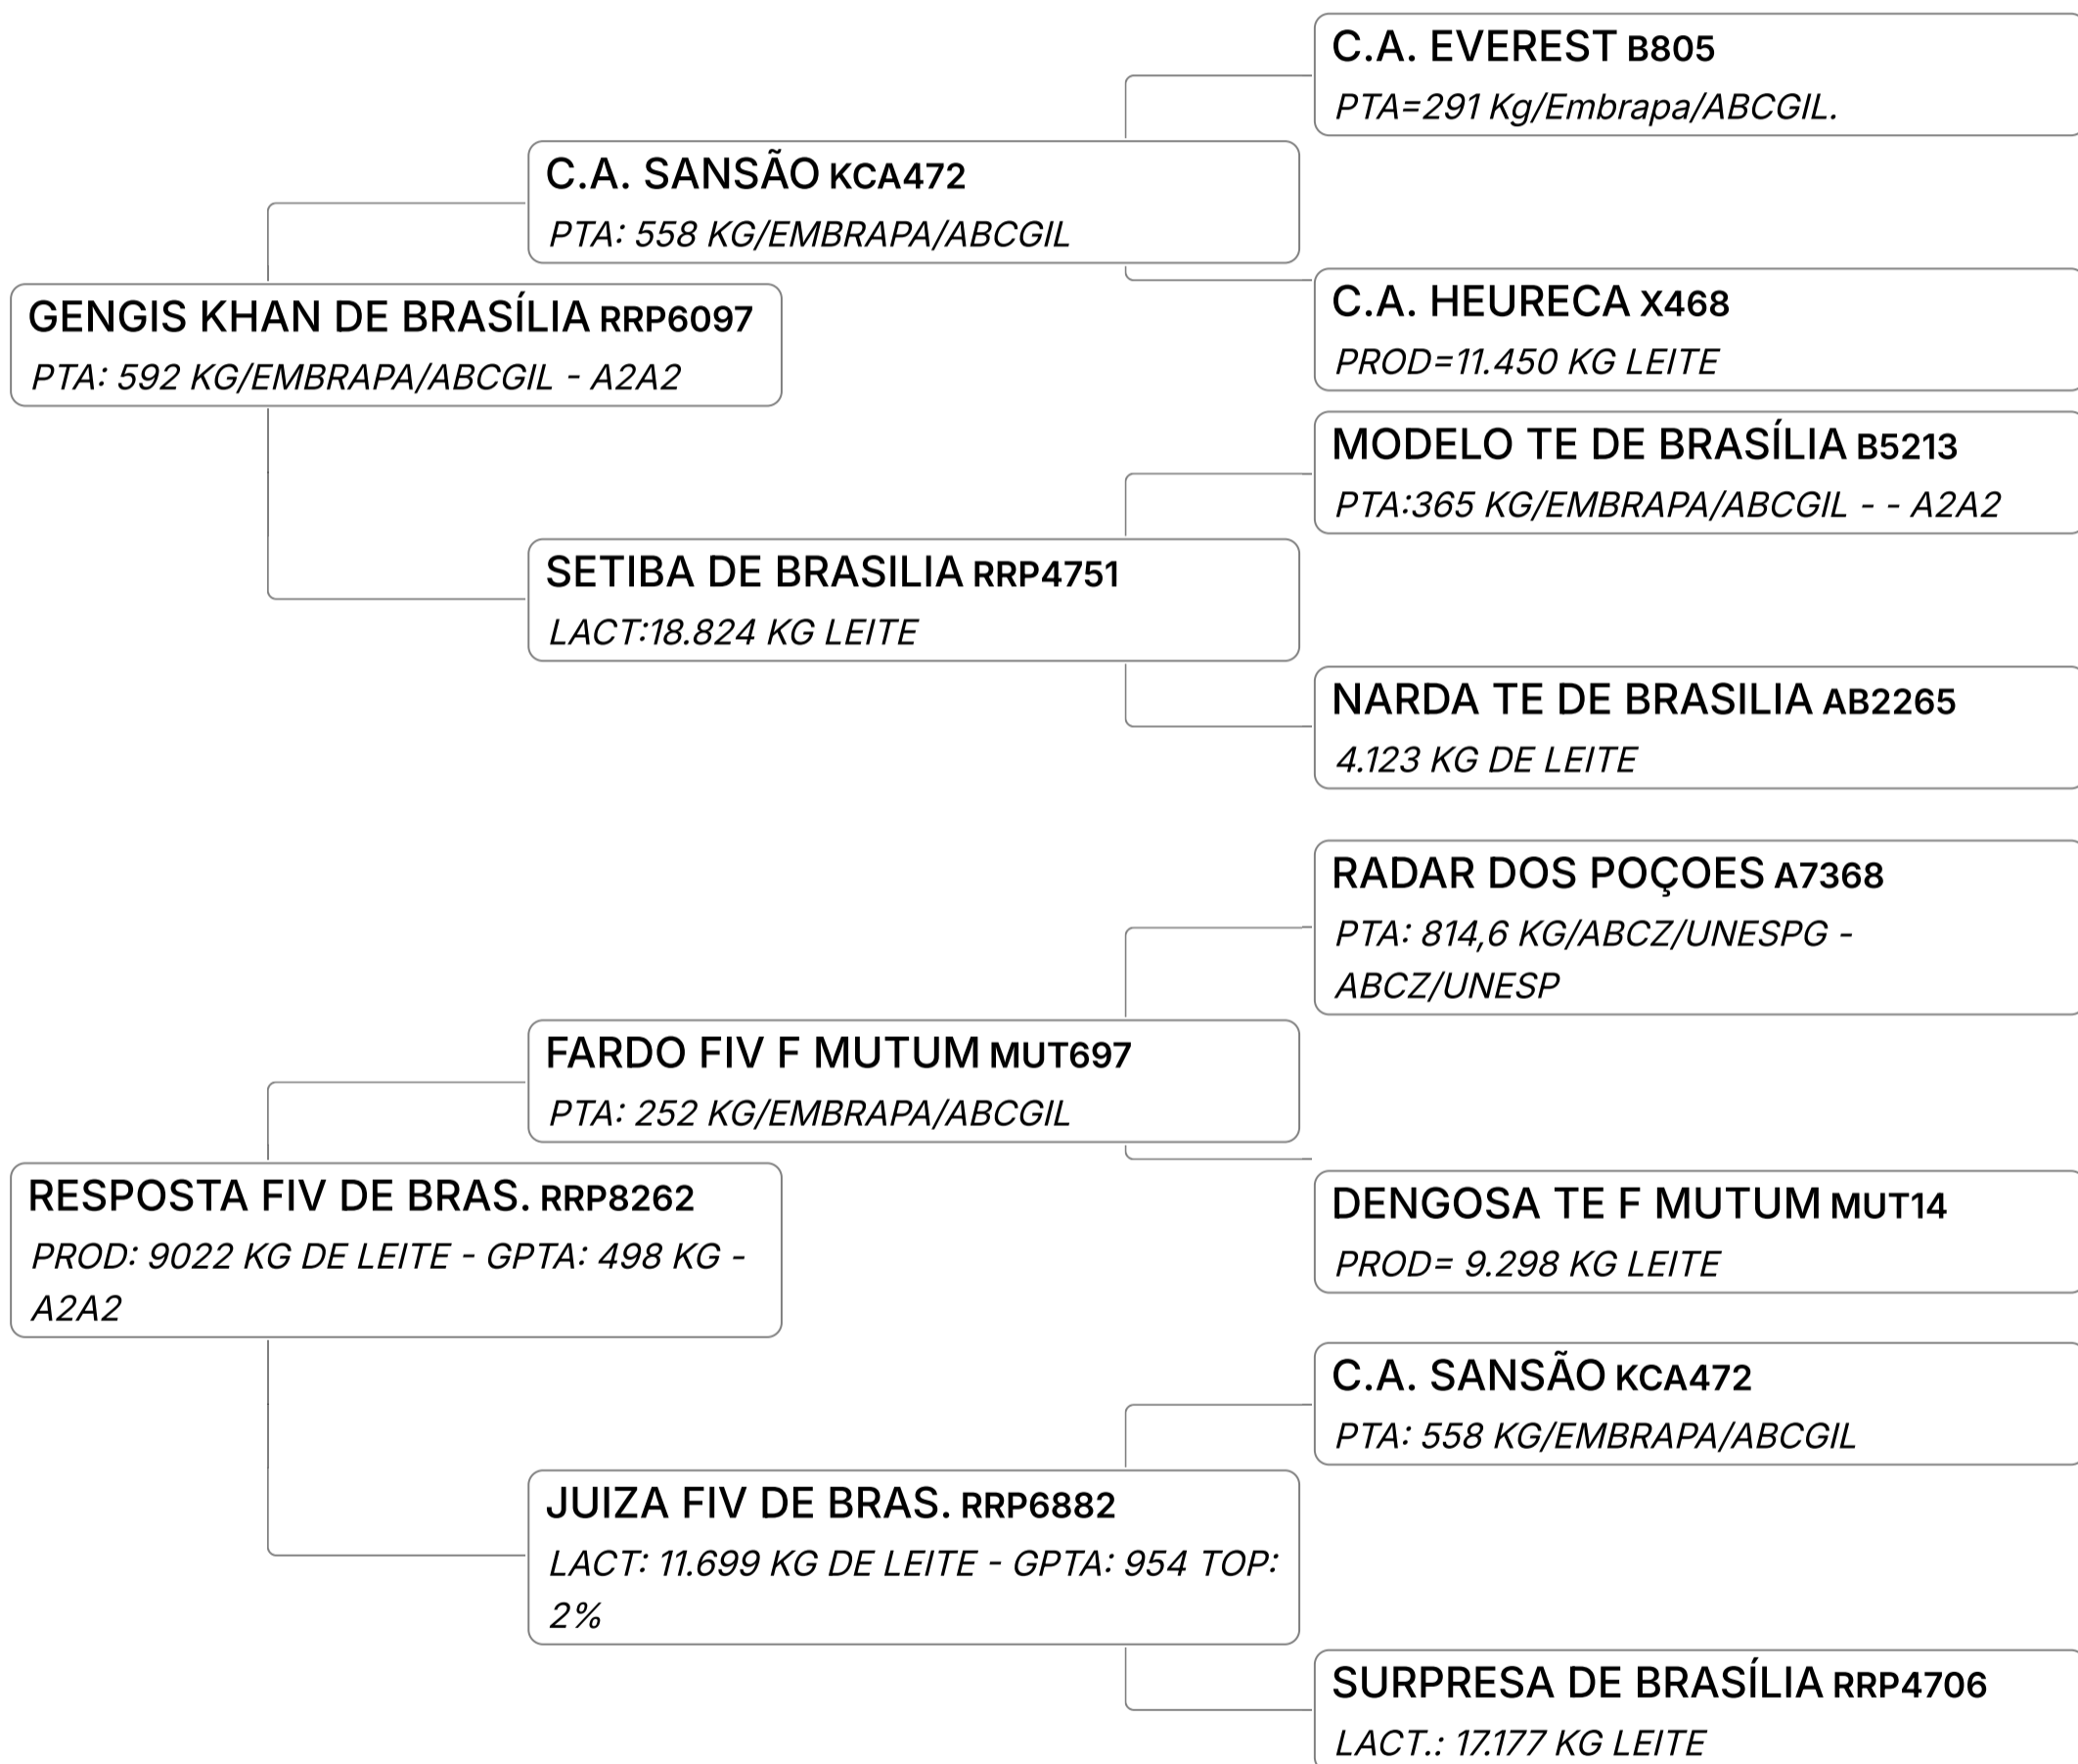 C.A. EVEREST B805
PTA=291 Kg/Embrapa/ABCGIL.
C.A. SANSÃO KCA472
PTA: 558 KG/EMBRAPA/ABCGIL
C.A. HEURECA X468
PROD=11.450 KG LEITE
GENGIS KHAN DE BRASÍLIA RRP6097
PTA: 592 KG/EMBRAPA/ABCGIL - A2A2
MODELO TE DE BRASÍLIA B5213
PTA:365 KG/EMBRAPA/ABCGIL - - A2A2
SETIBA DE BRASILIA RRP4751
LACT:18.824 KG LEITE
NARDA TE DE BRASILIA AB2265
4.123 KG DE LEITE
RADAR DOS POÇOES A7368
PTA: 814,6 KG/ABCZ/UNESPG -
ABCZ/UNESP
FARDO FIV F MUTUM MUT697
PTA: 252 KG/EMBRAPA/ABCGIL
DENGOSA TE F MUTUM MUT14
PROD= 9.298 KG LEITE
RESPOSTA FIV DE BRAS. RRP8262
PROD: 9022 KG DE LEITE - GPTA: 498 KG -
A2A2
C.A. SANSÃO KCA472
PTA: 558 KG/EMBRAPA/ABCGIL
JUIZA FIV DE BRAS. RRP6882
LACT: 11.699 KG DE LEITE - GPTA: 954 TOP:
2%
SURPRESA DE BRASÍLIA RRP4706
LACT.: 17.177 KG LEITE